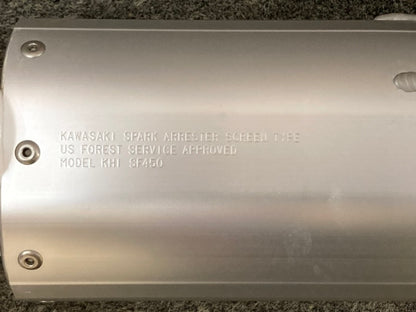 KAWASAKI SPARK ARRESTER SCREEN TYPE
US FOREST SERVICE APPROVED
MODEL KHI SF450